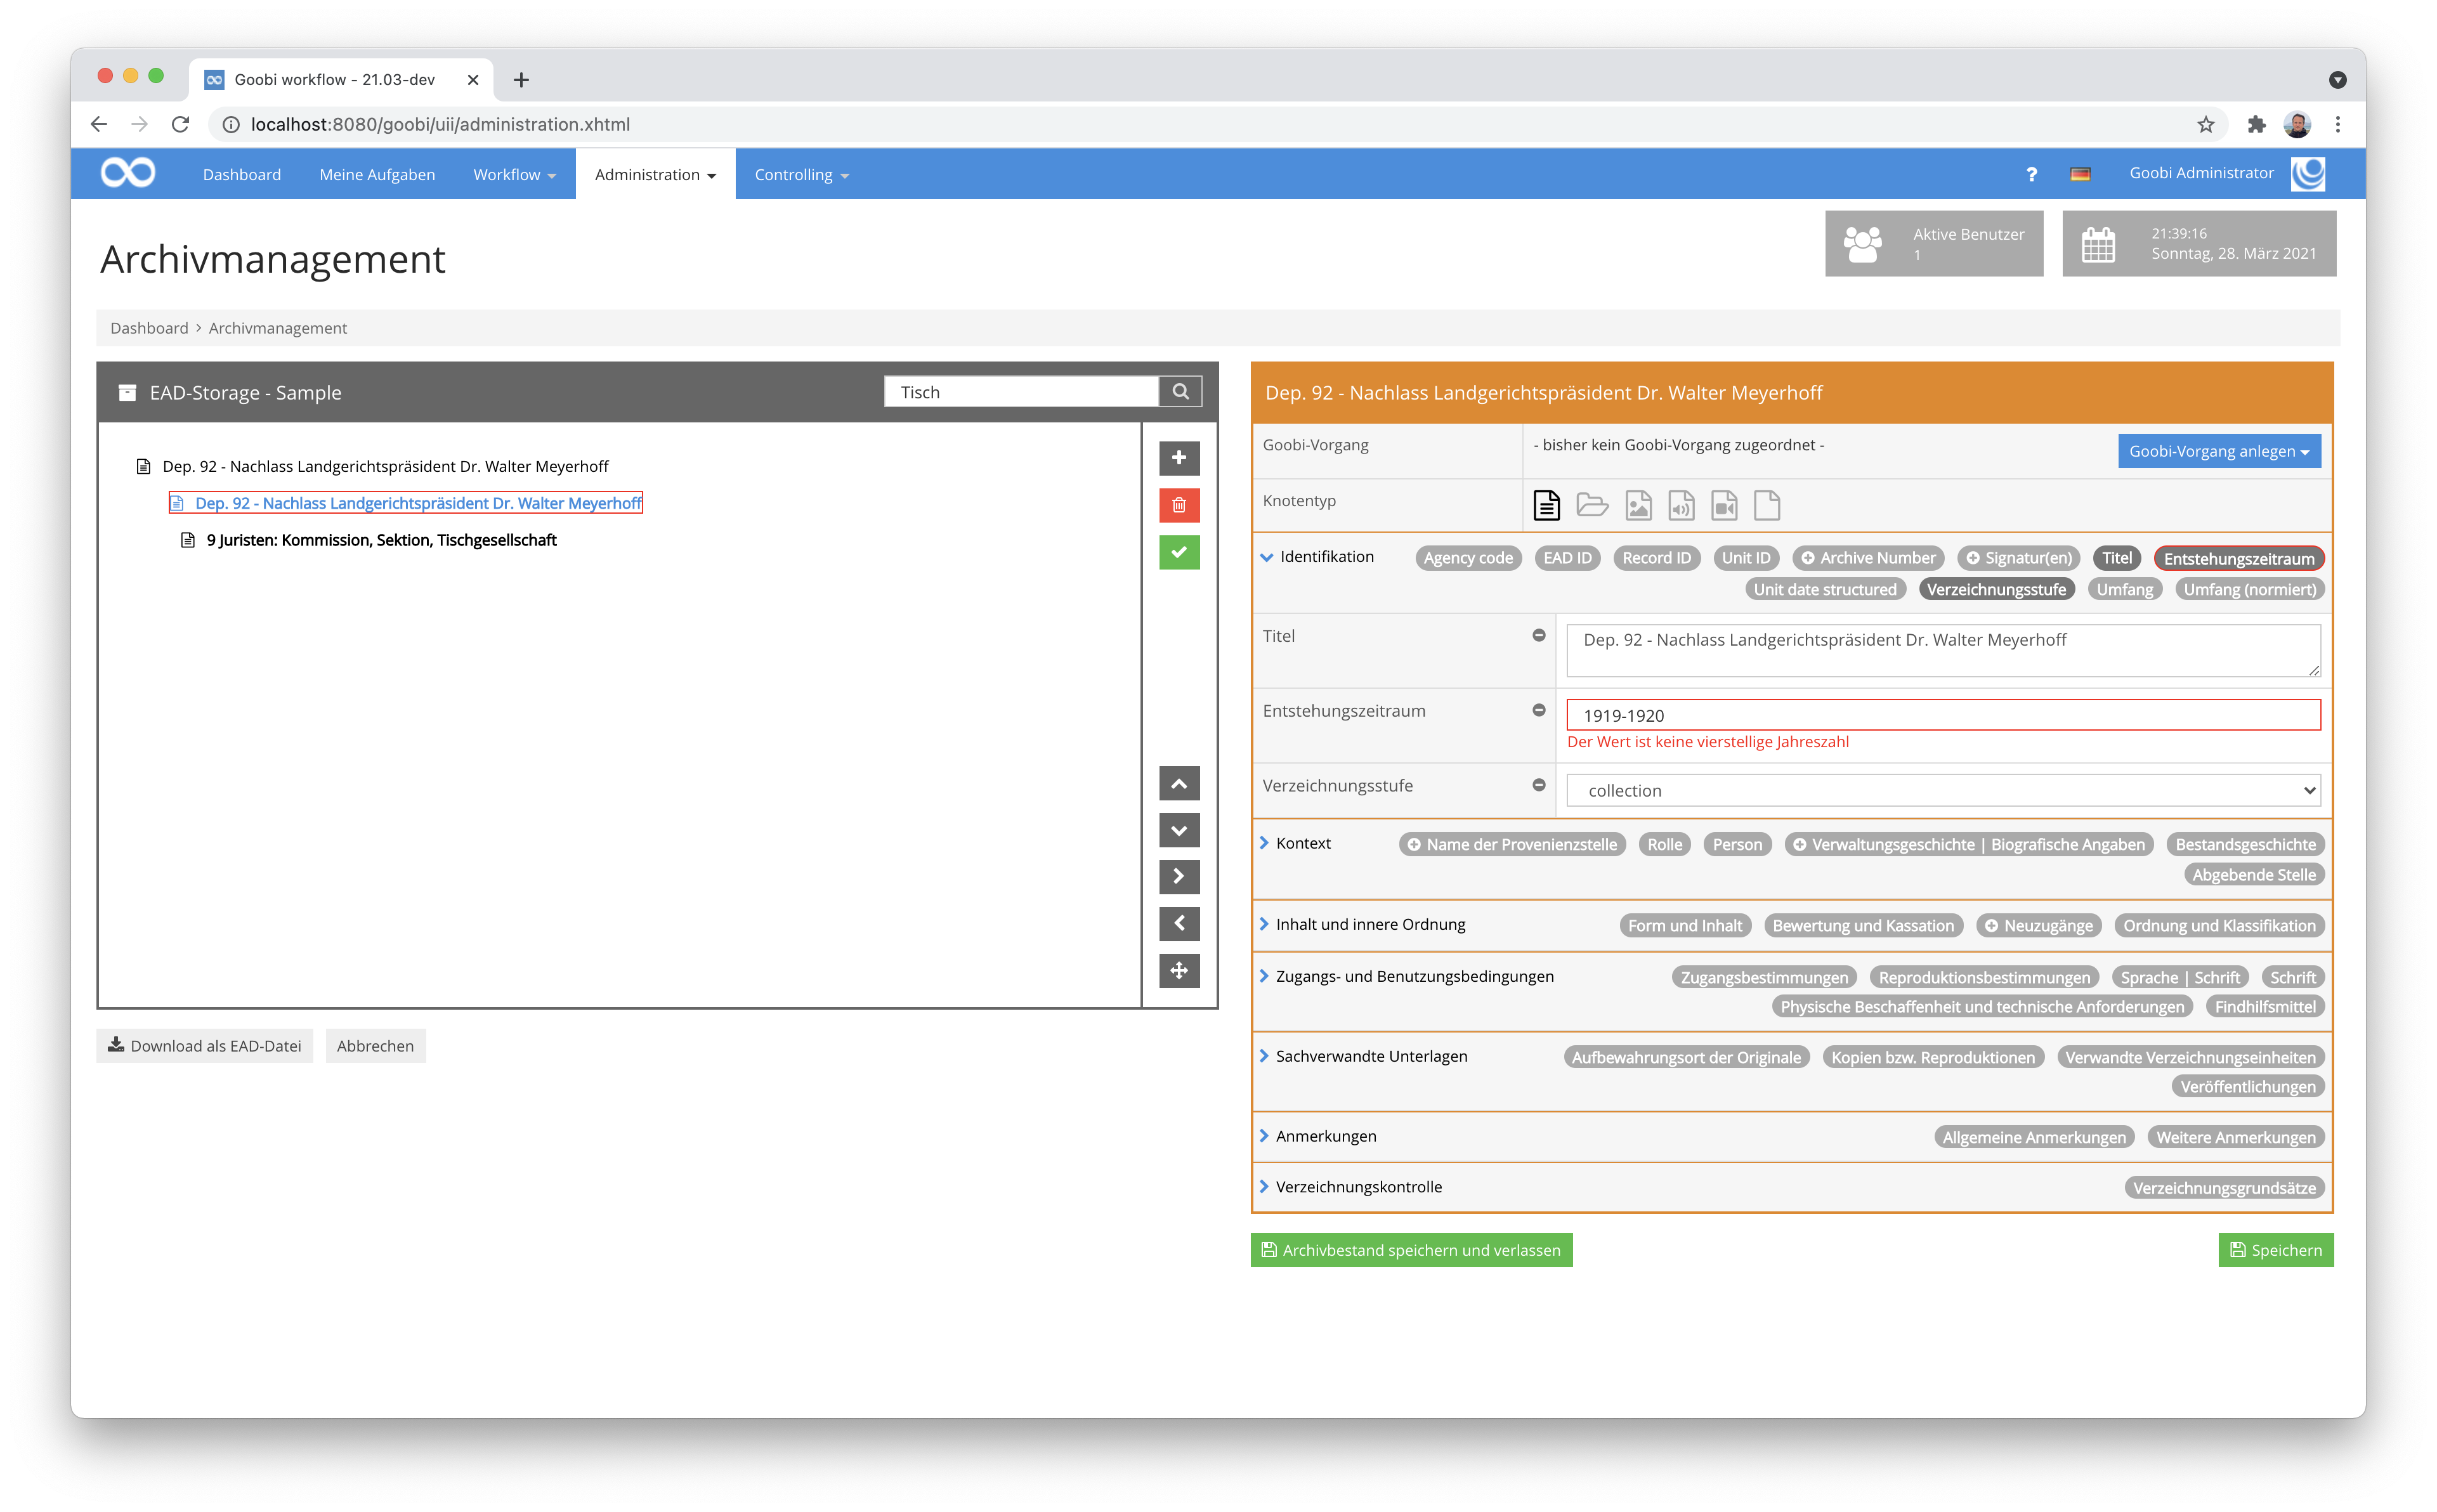 Goobi workflow - 21.03-dev
localhost:8080/goobi/uii/administration.xhtml
Dashboard
Meine Aufgaben
Workflow
Administration
Controlling
?
Goobi Administrator
Archivmanagement
Aktive Benutzer
1
21:39:16
Sonntag, 28. März 2021
Dashboard > Archivmanagement
EAD-Storage - Sample
Tisch
Dep. 92 - Nachlass Landgerichtspräsident Dr. Walter Meyerhoff
Dep. 92 - Nachlass Landgerichtspräsident Dr. Walter Meyerhoff
9 Juristen: Kommission, Sektion, Tischgesellschaft
Download als EAD-Datei
Abbrechen
Dep. 92 - Nachlass Landgerichtspräsident Dr. Walter Meyerhoff
Goobi-Vorgang
- bisher kein Goobi-Vorgang zugeordnet -
Goobi-Vorgang anlegen
Knotentyp
Identifikation
Agency code
EAD ID
Record ID
Unit ID
Archive Number
Signatur(en)
Titel
Entstehungszeitraum
Unit date structured
Verzeichnungsstufe
Umfang
Umfang (normiert)
Titel
Dep. 92 - Nachlass Landgerichtspräsident Dr. Walter Meyerhoff
Entstehungszeitraum
1919-1920
Der Wert ist keine vierstellige Jahreszahl
Verzeichnungsstufe
collection
Kontext
Name der Provenienzstelle
Rolle
Person
Verwaltungsgeschichte | Biografische Angaben
Bestandsgeschichte
Abgebende Stelle
Inhalt und innere Ordnung
Form und Inhalt
Bewertung und Kassation
Neuzugänge
Ordnung und Klassifikation
Zugangs- und Benutzungsbedingungen
Zugangsbestimmungen
Reproduktionsbestimmungen
Sprache | Schrift
Schrift
Physische Beschaffenheit und technische Anforderungen
Findhilfsmittel
Sachverwandte Unterlagen
Aufbewahrungsort der Originale
Kopien bzw. Reproduktionen
Verwandte Verzeichnungseinheiten
Veröffentlichungen
Anmerkungen
Allgemeine Anmerkungen
Weitere Anmerkungen
Verzeichnungskontrolle
Verzeichnungsgrundsätze
Archivbestand speichern und verlassen
Speichern